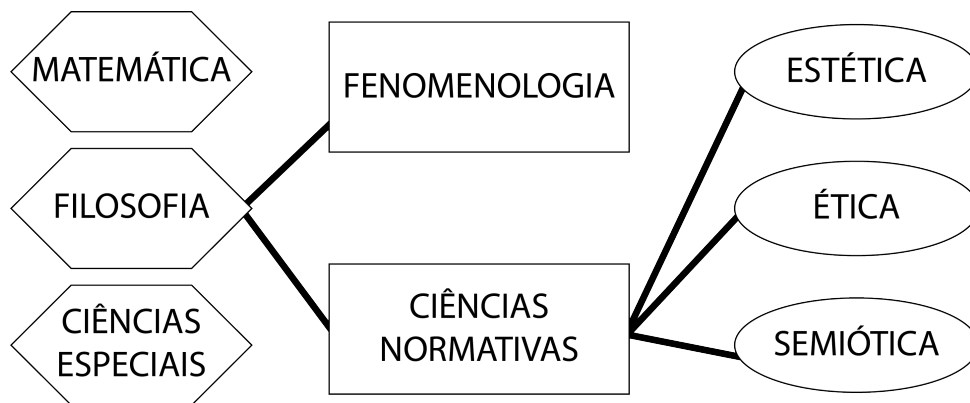 MATEMÁTICA
FILOSOFIA
CIÊNCIAS
ESPECIAIS
FENOMENOLOGIA
CIÊNCIAS
NORMATIVAS
ESTÉTICA
ÉTICA
SEMIÓTICA